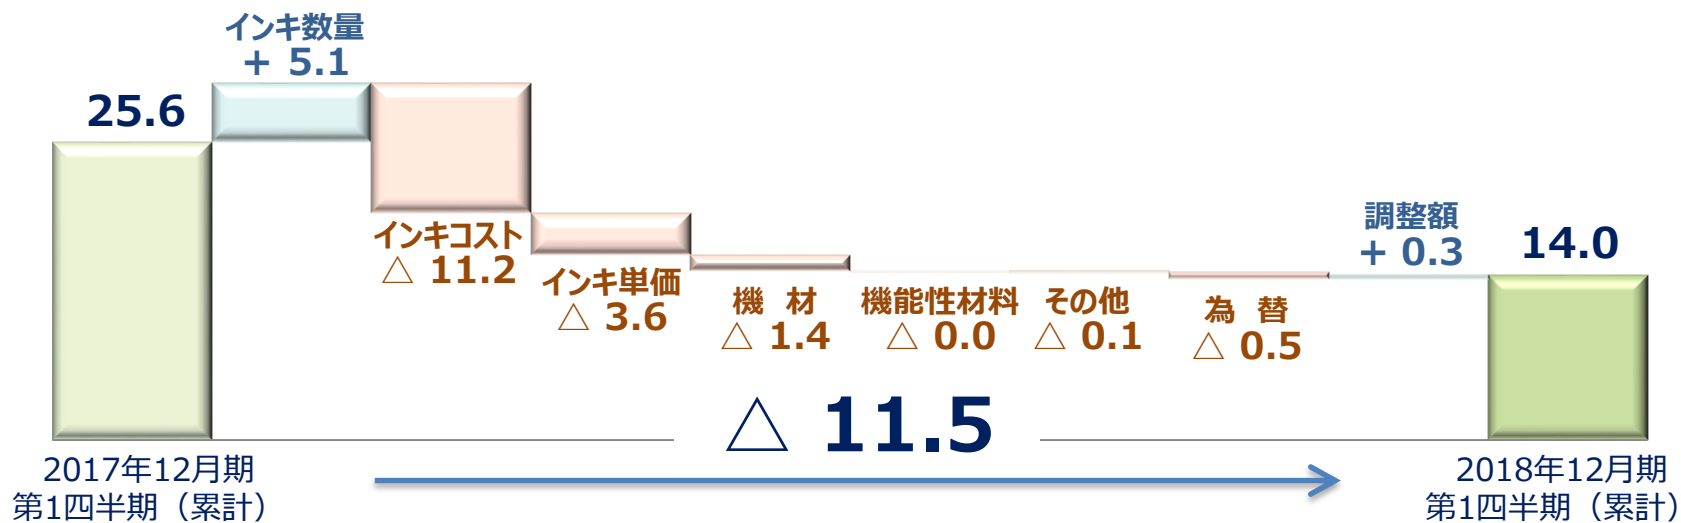 インキ数量
+ 5.1
25.6
インキコスト
△ 11.2
インキ単価
△ 3.6
機 材
△ 1.4
機能性材料
△ 0.0
その他
△ 0.1
為 替
△ 0.5
調整額
+ 0.3
14.0
△ 11.5
2017年12月期
第1四半期（累計）
2018年12月期
第1四半期（累計）